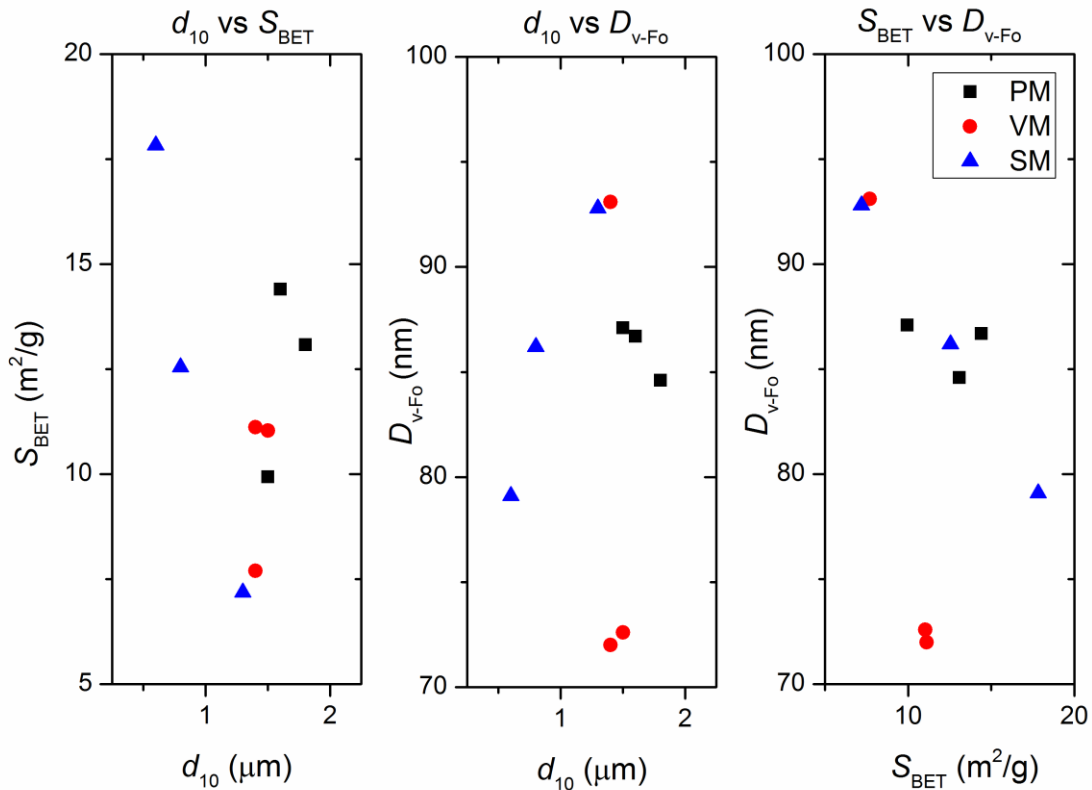 d10 vs SBET
20
15
10
5
SBET (m²/g)
1
2
d10 (μm)
d10 vs Dv-Fo
100
90
80
70
Dv-Fo (nm)
1
2
d10 (μm)
SBET vs Dv-Fo
100
90
80
70
Dv-Fo (nm)
PM
VM
SM
10
20
SBET (m²/g)